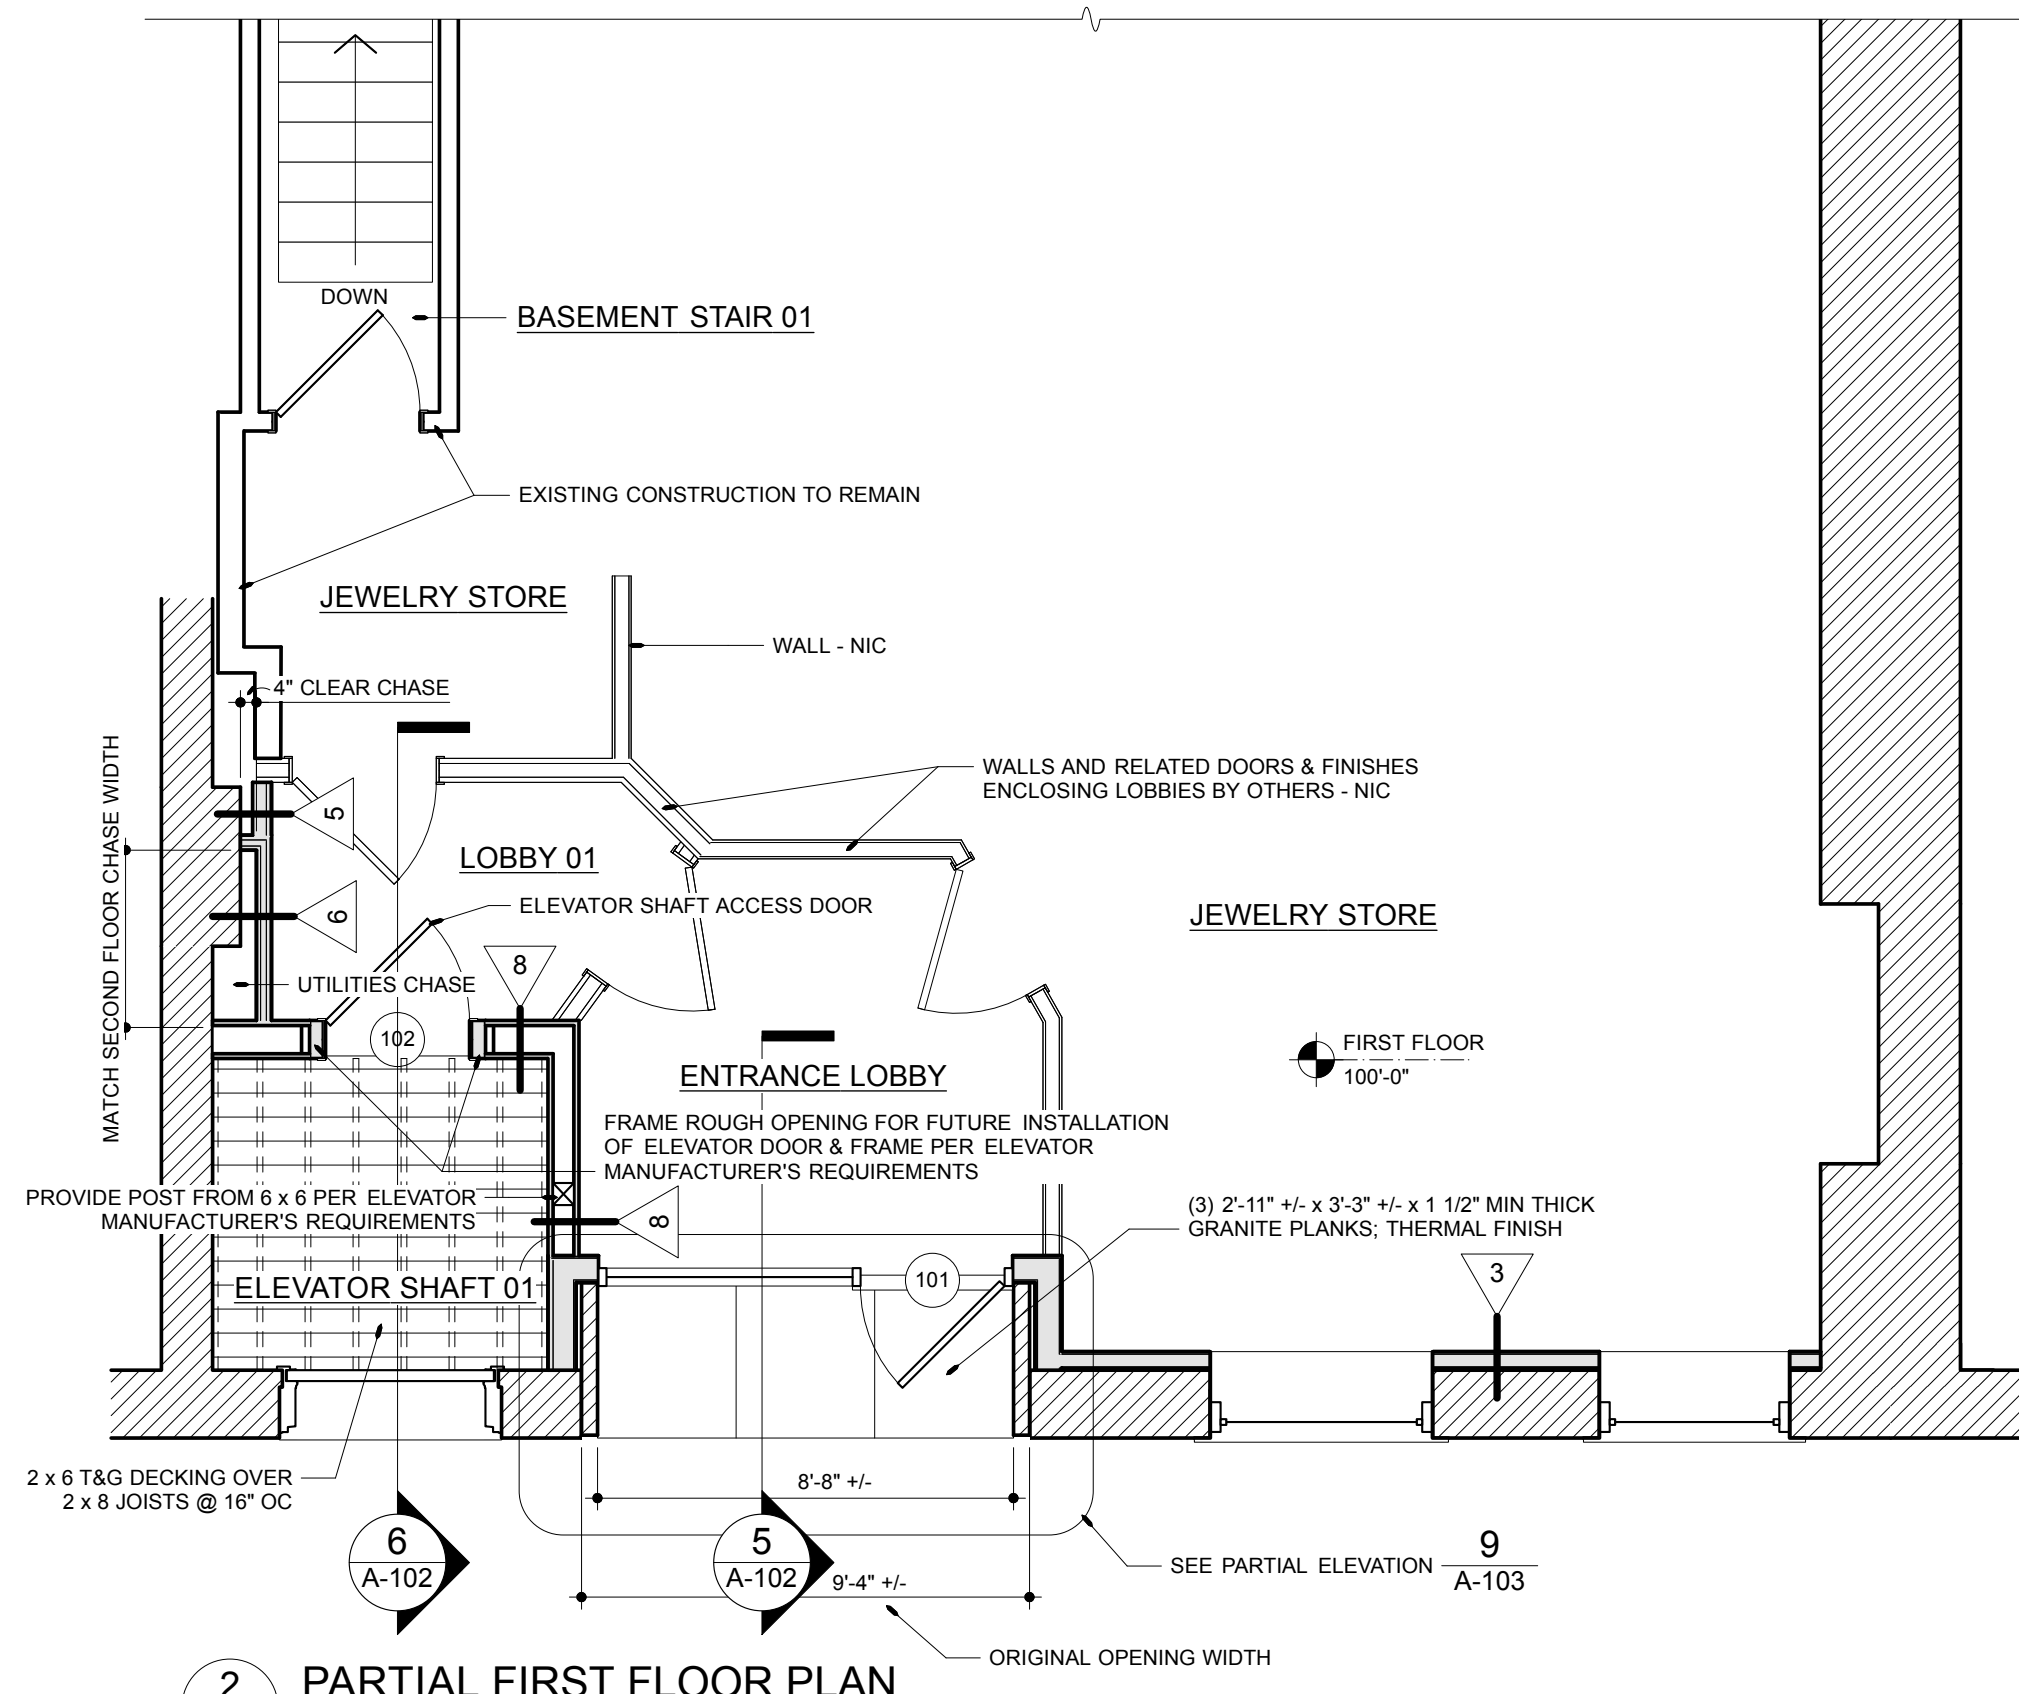 DOWN
BASEMENT STAIR 01
EXISTING CONSTRUCTION TO REMAIN
JEWELRY STORE
WALL - NIC
4" CLEAR CHASE
MATCH SECOND FLOOR CHASE WIDTH
WALLS AND RELATED DOORS & FINISHES
ENCLOSING LOBBIES BY OTHERS - NIC
5
LOBBY 01
ELEVATOR SHAFT ACCESS DOOR
JEWELRY STORE
6
8
UTILITIES CHASE
102
FIRST FLOOR
100'-0"
ENTRANCE LOBBY
FRAME ROUGH OPENING FOR FUTURE INSTALLATION
OF ELEVATOR DOOR & FRAME PER ELEVATOR
MANUFACTURER'S REQUIREMENTS
PROVIDE POST FROM 6 x 6 PER ELEVATOR
MANUFACTURER'S REQUIREMENTS
8
(3) 2'-11" +/- x 3'-3" +/- x 1 1/2" MIN THICK
GRANITE PLANKS; THERMAL FINISH
ELEVATOR SHAFT 01
101
3
2 x 6 T&G DECKING OVER
2 x 8 JOISTS @ 16" OC
8'-8" +/-
6
A-102
5
A-102
9'-4" +/-
SEE PARTIAL ELEVATION
9
A-103
ORIGINAL OPENING WIDTH
2
PARTIAL FIRST FLOOR PLAN